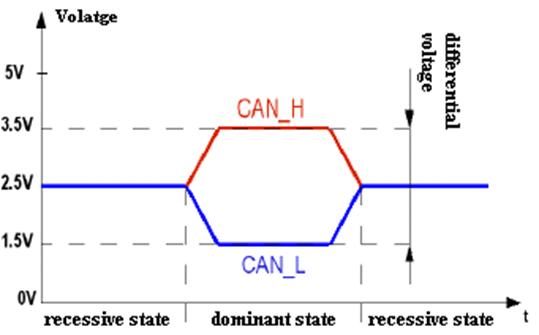 Volatge
differential
voltage
5V
CAN_H
3.5V
2.5V
1.5V
CAN_L
0V
t
recessive state
dominant state
recessive state